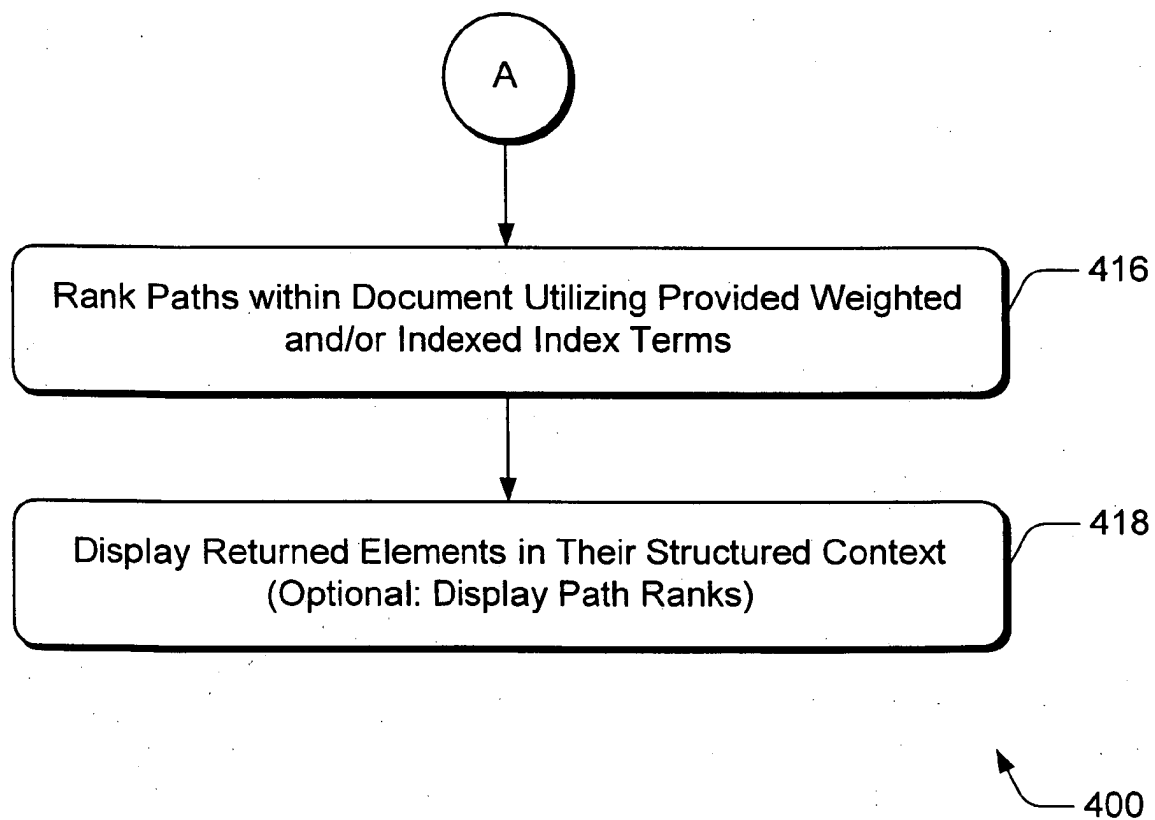 A
Rank Paths within Document Utilizing Provided Weighted
and/or Indexed Index Terms
416
Display Returned Elements in Their Structured Context
(Optional: Display Path Ranks)
418
400